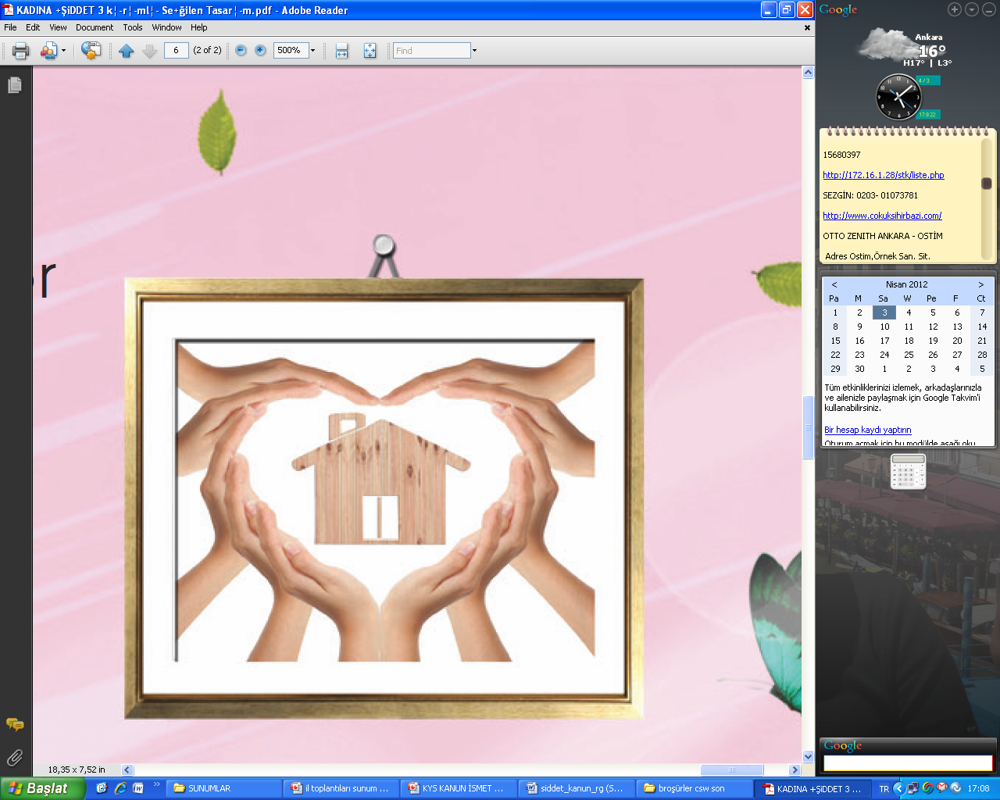 KADINA +ŞiDDET 3 k¦ -r¦ -ml¦ - Se+ğilen Tasar¦ -m.pdf - Adobe Reader
File Edit View Document Tools Window Help
6 (2 of 2) 500% Find
or
18,35 x 7,52 in
Google
Ankara
16°
H17° | L3°
4 / 3
17:8:22
15680397
http://172.16.1.28/stk/liste.php
SEZGİN: 0203- 01073781
http://www.cokuksihirbazi.com/
OTTO ZENITH ANKARA - OSTİM
Adres Ostim,Örnek San. Sit.
< Nisan 2012 >
Pa M Sa W Pe F Ct
1 2 3 4 5 6 7
8 9 10 11 12 13 14
15 16 17 18 19 20 21
22 23 24 25 26 27 28
29 30 1 2 3 4 5
Tüm etkinliklerinizi izlemek, arkadaşlarınızla
ve ailenizle paylaşmak için Google Takvim'i
kullanabilirsiniz.
Bir hesap kaydı yaptırın
Oturum açmak için bu modülde aşağı oku
Google
Başlat SUNUMLAR il toplantıları sunum ... KYS KANUN İSMET ... siddet_kanun_rg (S... broşürler csw son KADINA +ŞiDDET 3 ... TR 17:08